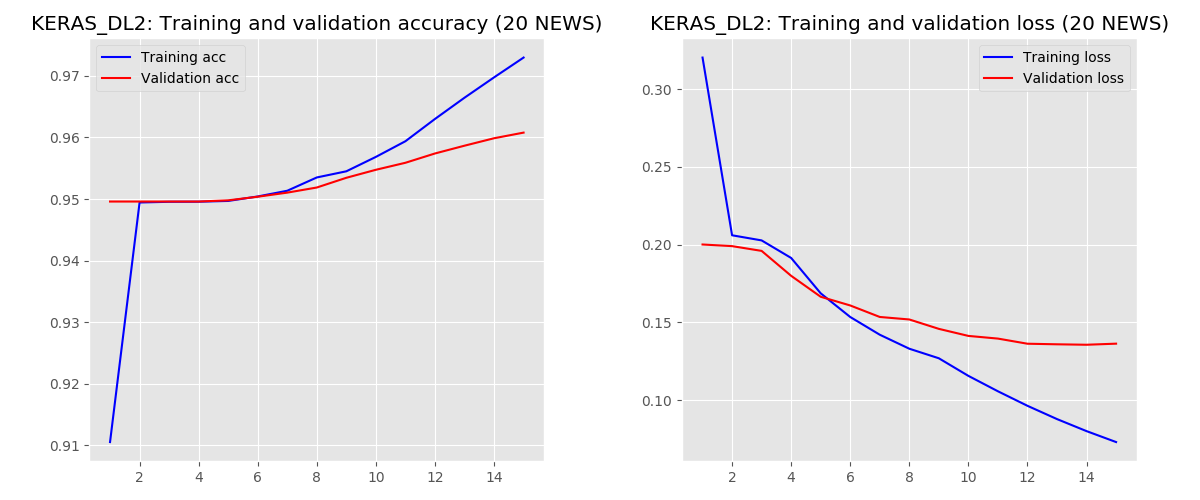 KERAS_DL2: Training and validation accuracy (20 NEWS)
Training acc
Validation acc
0.97
0.96
0.95
0.94
0.93
0.92
0.91
2 4 6 8 10 12 14
KERAS_DL2: Training and validation loss (20 NEWS)
Training loss
Validation loss
0.30
0.25
0.20
0.15
0.10
2 4 6 8 10 12 14